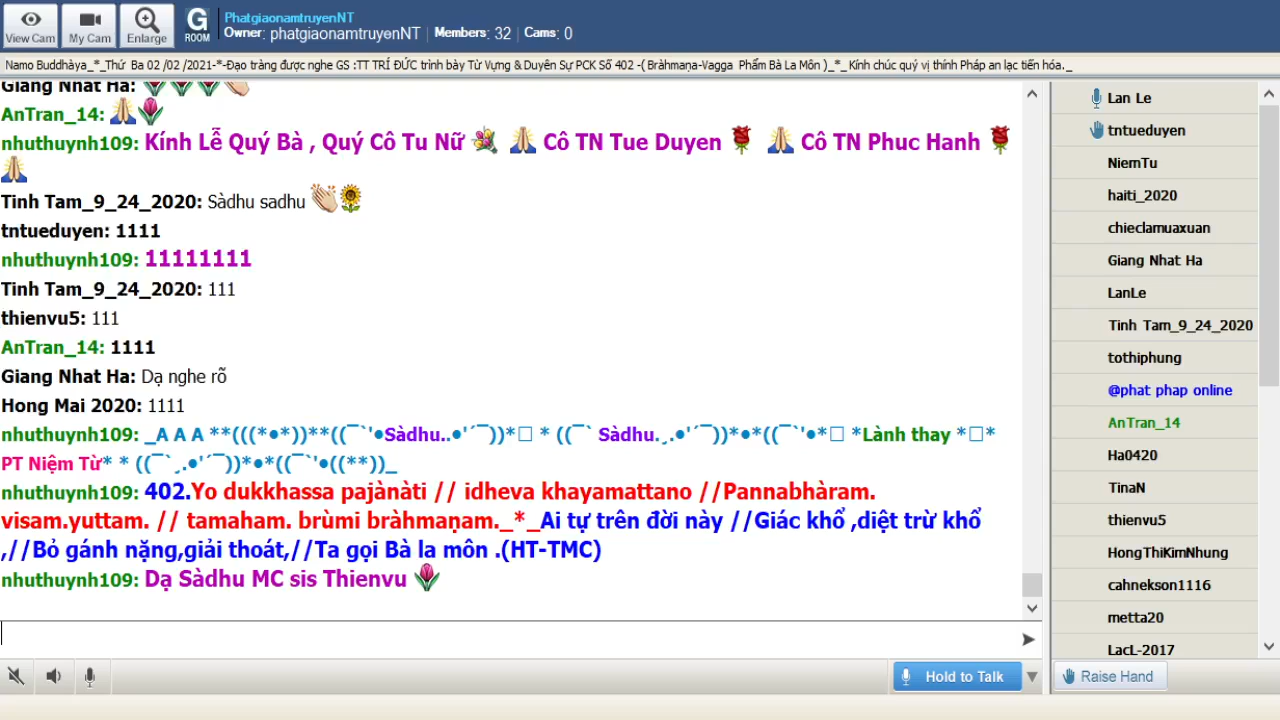 View Cam
My Cam
Enlarge
G
ROOM
PhatgiaonamtruyenNT
Owner: phatgiaonamtruyenNT | Members: 32 | Cams: 0
Namo Buddhàya_*_Thứ Ba 02 /02 /2021-*-Đạo tràng được nghe GS :TT TRÍ ĐỨC trình bày Từ Vựng & Duyên Sự PCK Số 402 -( Bràhmaṇa-Vagga Phẩm Bà La Môn )_*_ Kính chúc quý vị thính Pháp an lạc tiến hóa._
Giang Nhat Ha: 🌷🌷🌷👏
AnTran_14: 🙏🌷
nhuthuynh109: Kính Lễ Quý Bà , Quý Cô Tu Nữ 💐 🙏 Cô TN Tue Duyen 🌹 🙏 Cô TN Phuc Hanh 🌹
🙏
Tinh Tam_9_24_2020: Sàdhu sadhu 👏🌻
tntueduyen: 1111
nhuthuynh109: 11111111
Tinh Tam_9_24_2020: 111
thienvu5: 111
AnTran_14: 1111
Giang Nhat Ha: Dạ nghe rõ
Hong Mai 2020: 1111
nhuthuynh109: _A A A **(((*•*))**((¯`'•Sàdhu..•'´¯))*□ * ((¯` Sàdhu.¸.•'´¯))*•*((¯`'•*□ *Lành thay *□*
PT Niệm Từ* * ((¯`¸.•'´¯))*•*((¯`'•((**))_
nhuthuynh109: 402.Yo dukkhassa pajànàti // idheva khayamattano //Pannabhàram.
visam.yuttam. // tamaham. brùmi bràhmaṇam._*_Ai tự trên đời này //Giác khổ ,diệt trừ khổ
,//Bỏ gánh nặng,giải thoát,//Ta gọi Bà la môn .(HT-TMC)
nhuthuynh109: Dạ Sàdhu MC sis Thienvu 🌷
Hold to Talk
Lan Le
tntueduyen
NiemTu
haiti_2020
chieclamuaxuan
Giang Nhat Ha
LanLe
Tinh Tam_9_24_2020
tothiphung
@phat phap online
AnTran_14
Ha0420
TinaN
thienvu5
HongThiKimNhung
cahnekson1116
metta20
LacL-2017
Raise Hand